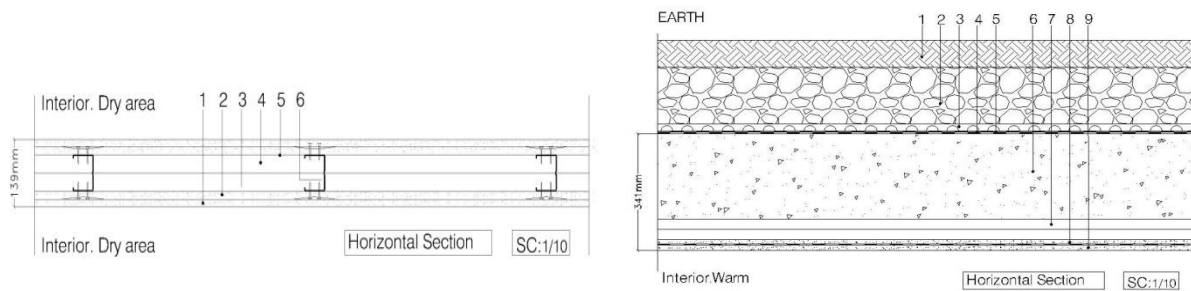 Interior. Dry area
1 2 3 4 5 6
139mm
Interior. Dry area
Horizontal Section
SC:1/10
EARTH
1 2 3 4 5 6 7 8 9
341mm
Interior.Warm
Horizontal Section
SC:1/10